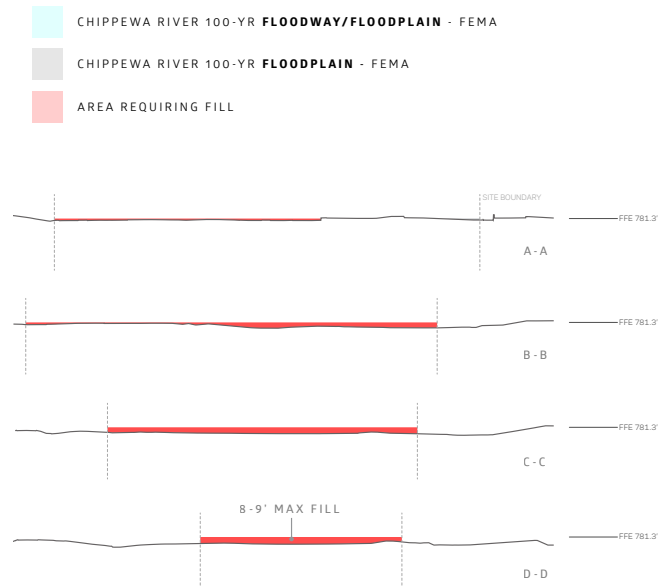 CHIPPEWA RIVER 100-YR FLOODWAY/FLOODPLAIN - FEMA
CHIPPEWA RIVER 100-YR FLOODPLAIN - FEMA
AREA REQUIRING FILL
SITE BOUNDARY
FFE 781.3'
A-A
FFE 781.3'
B-B
FFE 781.3'
C-C
8-9' MAX FILL
FFE 781.3'
D-D